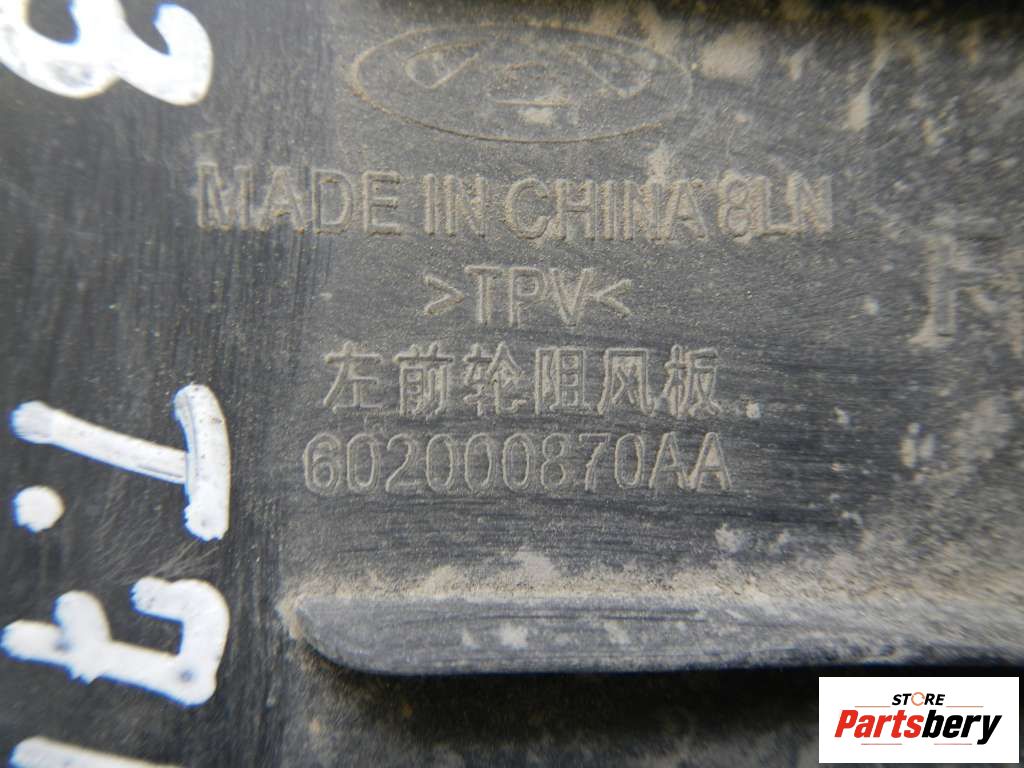 MADE IN CHINA 8LN
>TPV<
左前轮阻风板
602000870AA
STORE
Partsbery